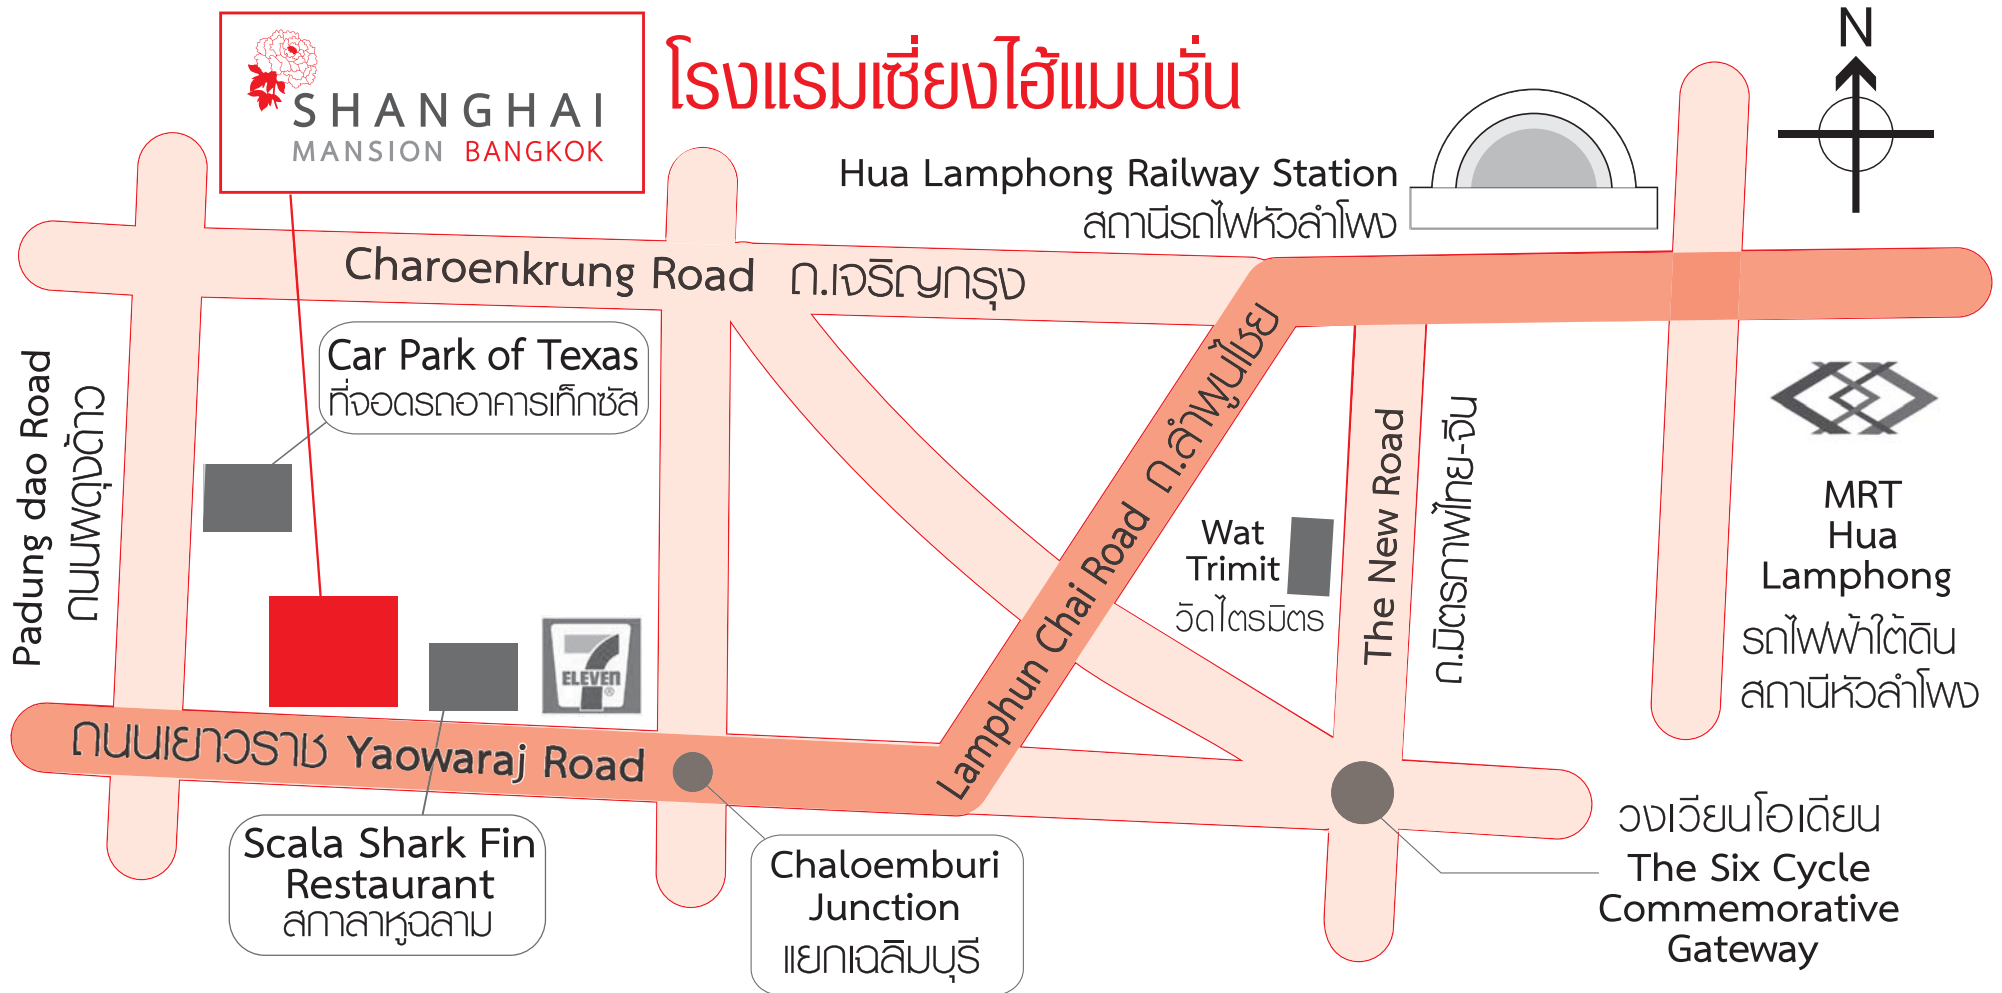 SHANGHAI
MANSION BANGKOK
โรงแรมเซี่ยงไฮ้แมนชั่น
N
Hua Lamphong Railway Station
สถานีรถไฟหัวลำโพง
Charoenkrung Road ถ.เจริญกรุง
Car Park of Texas
ที่จอดรถอาคารเท็กซัส
Padung dao Road
ถนนพดุงด้าว
Lamphun Chai Road ถ.ลำพูนไชย
The New Road
ถ.มิตรภาพไทย-จีน
Wat
Trimit
วัดไตรมิตร
MRT
Hua
Lamphong
รถไฟฟ้าใต้ดิน
สถานีหัวลำโพง
ELEVEN
®
ถนนเยาวราช Yaowaraj Road
Scala Shark Fin
Restaurant
สกาลาหูฉลาม
Chaloemburi
Junction
แยกเฉลิมบุรี
วงเวียนโอเดียน
The Six Cycle
Commemorative
Gateway